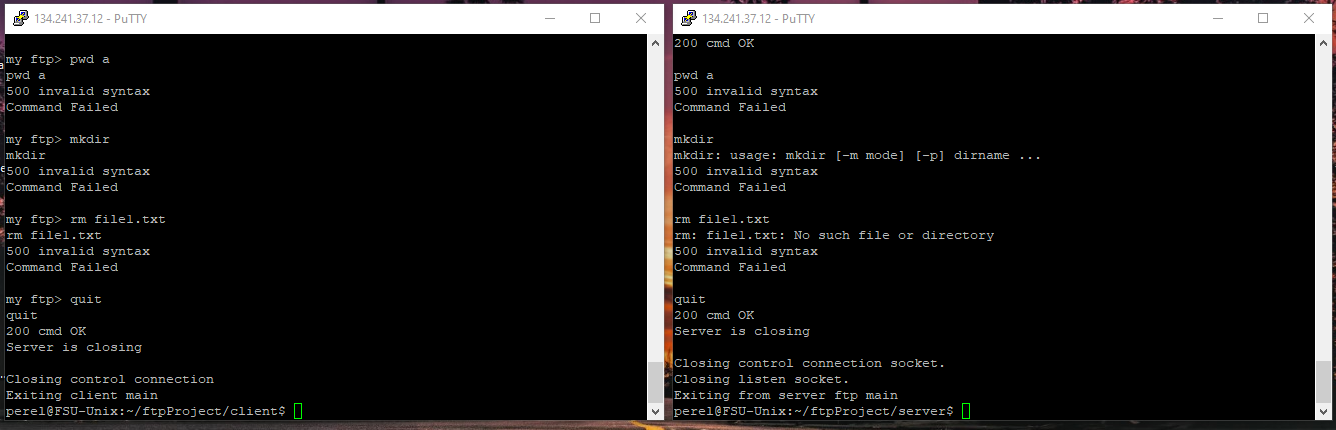 134.241.37.12 - PuTTY
my ftp> pwd a
pwd a
500 invalid syntax
Command Failed
my ftp> mkdir
mkdir
500 invalid syntax
Command Failed
my ftp> rm file1.txt
rm file1.txt
500 invalid syntax
Command Failed
my ftp> quit
quit
200 cmd OK
Server is closing
Closing control connection
Exiting client main
perel@FSU-Unix:~/ftpProject/client$
134.241.37.12 - PuTTY
200 cmd OK
pwd a
500 invalid syntax
Command Failed
mkdir
mkdir: usage: mkdir [-m mode] [-p] dirname ...
500 invalid syntax
Command Failed
rm file1.txt
rm: file1.txt: No such file or directory
500 invalid syntax
Command Failed
quit
200 cmd OK
Server is closing
Closing control connection socket.
Closing listen socket.
Exiting from server ftp main
perel@FSU-Unix:~/ftpProject/server$